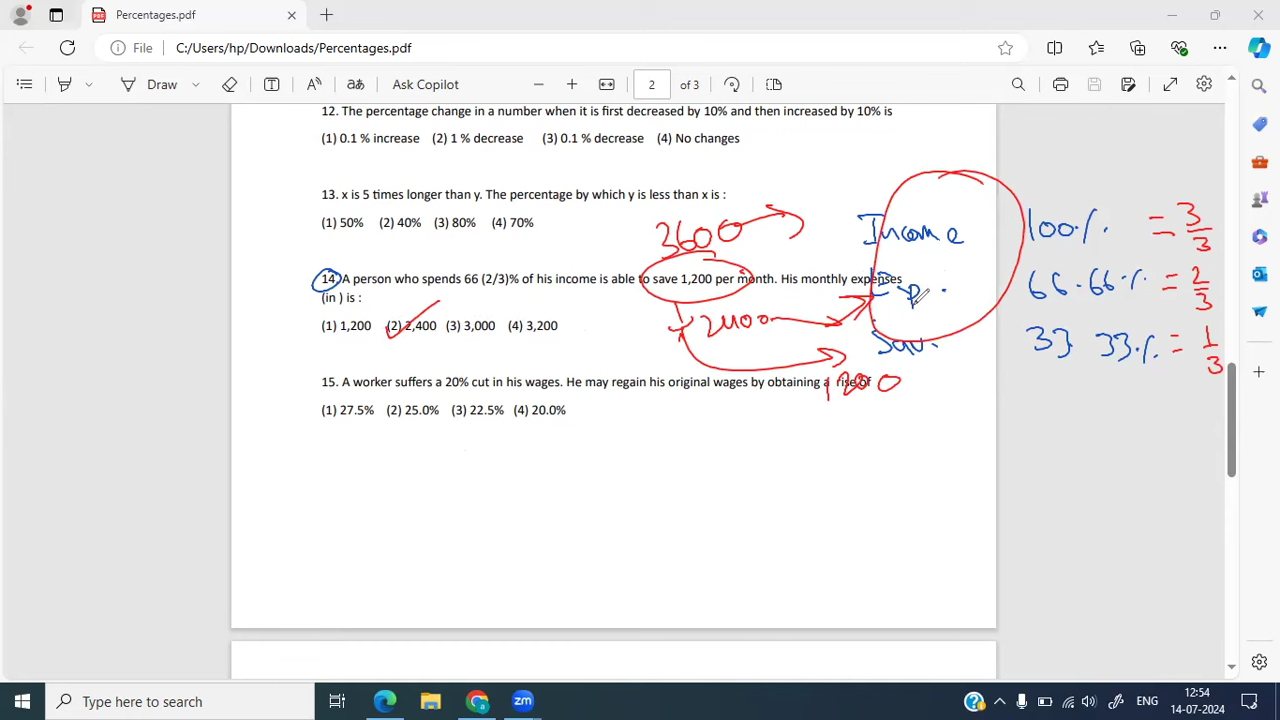 Percentages.pdf
File C:/Users/hp/Downloads/Percentages.pdf
Draw aあ Ask Copilot 2 of 3
12. The percentage change in a number when it is first decreased by 10% and then increased by 10% is
(1) 0.1 % increase (2) 1 % decrease (3) 0.1 % decrease (4) No changes
13. x is 5 times longer than y. The percentage by which y is less than x is :
(1) 50% (2) 40% (3) 80% (4) 70%
3600
Income 100% = 3/3
14. A person who spends 66 (2/3)% of his income is able to save 1,200 per month. His monthly expenses
(in ) is :
Exp. 66.66% = 2/3
(1) 1,200 (2) 2,400 (3) 3,000 (4) 3,200
2400
Sav. 33.33% = 1/3
15. A worker suffers a 20% cut in his wages. He may regain his original wages by obtaining a rise of
1200
(1) 27.5% (2) 25.0% (3) 22.5% (4) 20.0%
Type here to search
zm
ENG
12:54
14-07-2024